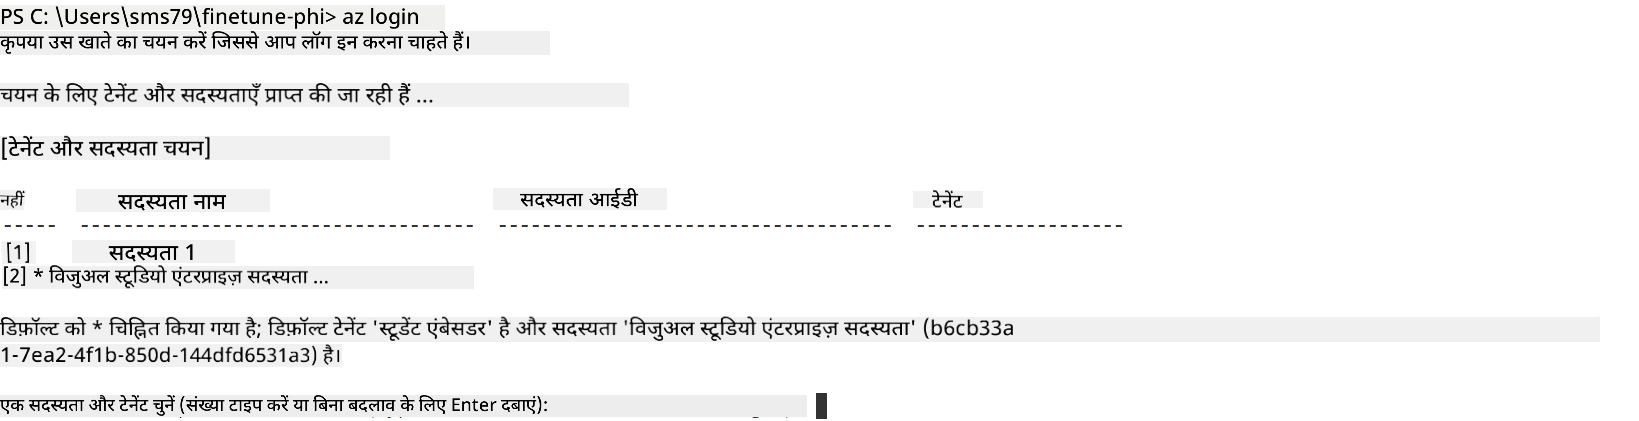 PS C: \Users\sms79\finetune-phi> az login
कृपया उस खाते का चयन करें जिससे आप लॉग इन करना चाहते हैं।
चयन के लिए टेनेंट और सदस्यताएँ प्राप्त की जा रही हैं ...
[टेनेंट और सदस्यता चयन]
नहीं सदस्यता नाम सदस्यता आईडी टेनेंट
----- ---------------------------------- ---------------------------------- ------------------
[1] सदस्यता 1
[2] * विजुअल स्टूडियो एंटरप्राइज़ सदस्यता ...
डिफ़ॉल्ट को * चिह्नित किया गया है; डिफ़ॉल्ट टेनेंट 'स्टूडेंट एंबेसडर' है और सदस्यता 'विजुअल स्टूडियो एंटरप्राइज़ सदस्यता' (b6cb33a
1-7ea2-4f1b-850d-144dfd6531a3) है।
एक सदस्यता और टेनेंट चुनें (संख्या टाइप करें या बिना बदलाव के लिए Enter दबाएं):